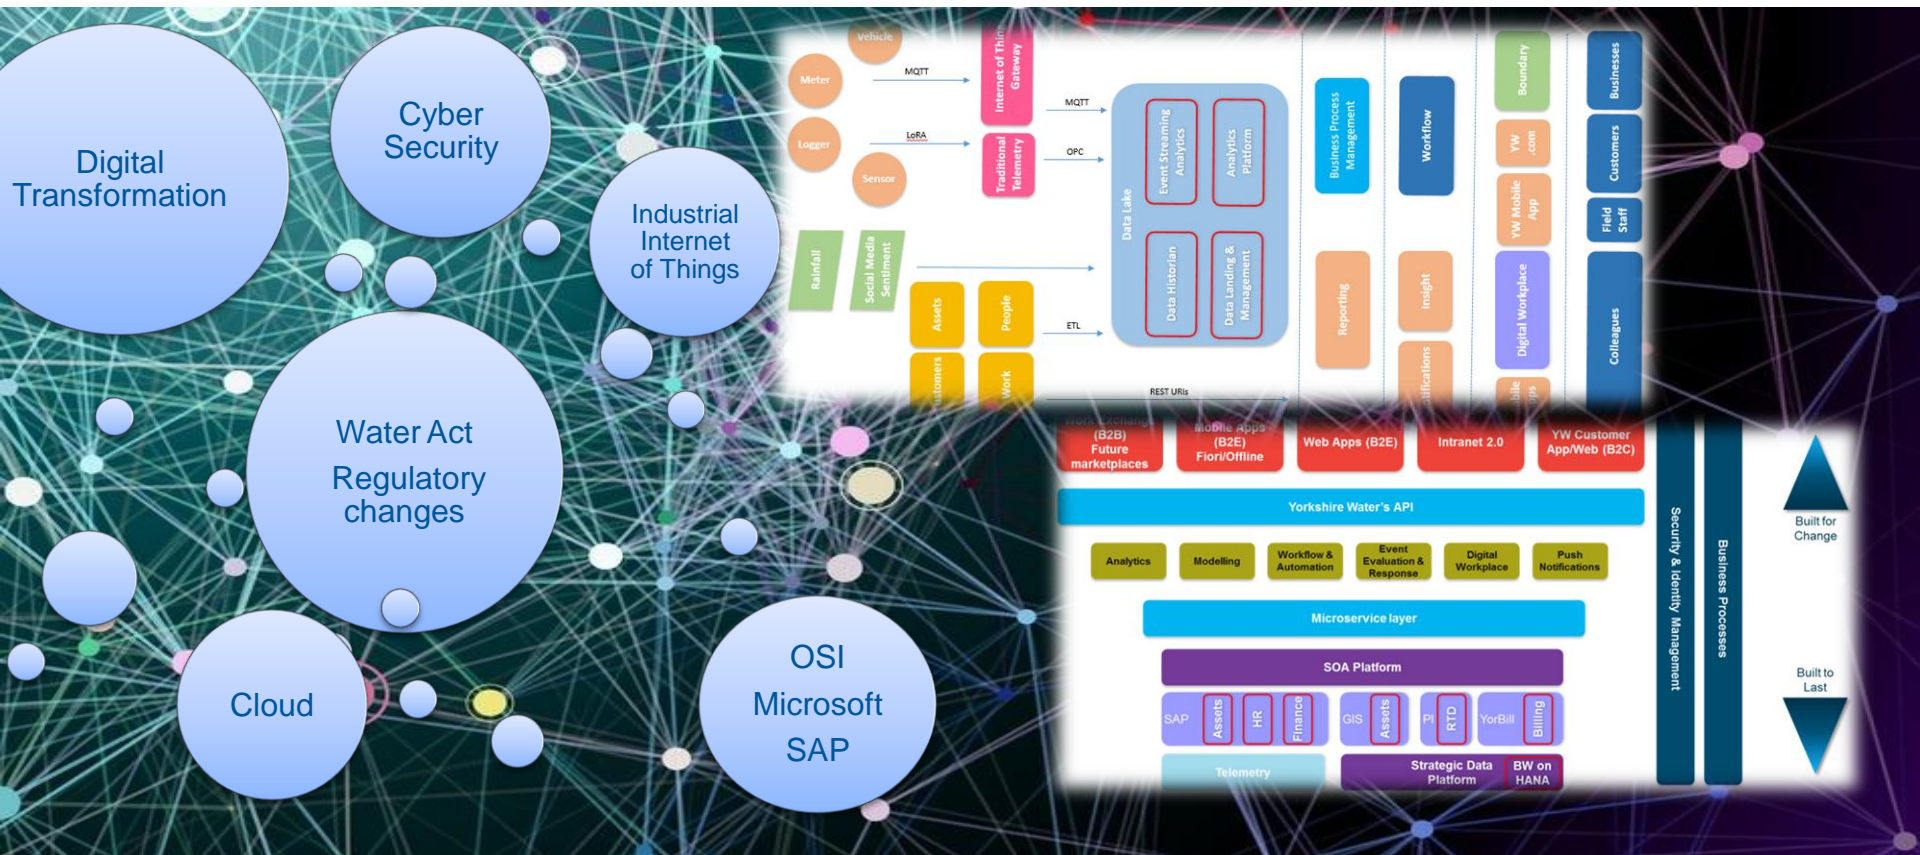 Digital
Transformation
Cyber
Security
Industrial
Internet
of Things
Water Act
Regulatory
changes
Cloud
OSI
Microsoft
SAP
Vehicle
Meter
Logger
Sensor
MQTT
LoRA
Internet of Thin
Gateway
Traditional
Telemetry
MQTT
OPC
Rainfall
Social Media
Sentiment
Assets
People
ustomers
Work
ETL
REST URIs
Data Lake
Event Streaming
Analytics
Analytics
Platform
Data Historian
Data Landing &
Management
Business Process
Management
Reporting
Workflow
Insight
otifications
Boundary
YW
.com
YW Mobile
App
Digital Workplace
Businesses
Customers
Field
Staff
Colleagues
Work Exchange
(B2B)
Future
marketplaces
Mobile Apps
(B2E)
Fiori/Offline
Web Apps (B2E)
Intranet 2.0
YW Customer
App/Web (B2C)
Yorkshire Water's API
Analytics
Modelling
Workflow &
Automation
Event
Evaluation &
Response
Digital
Workplace
Push
Notifications
Microservice layer
SOA Platform
SAP
Assets
HR
Finance
GIS
Assets
PI
RTD
YorBill
Billing
Telemetry
Strategic Data
Platform
BW on
HANA
Security & Identity Management
Business Processes
Built for
Change
Built to
Last